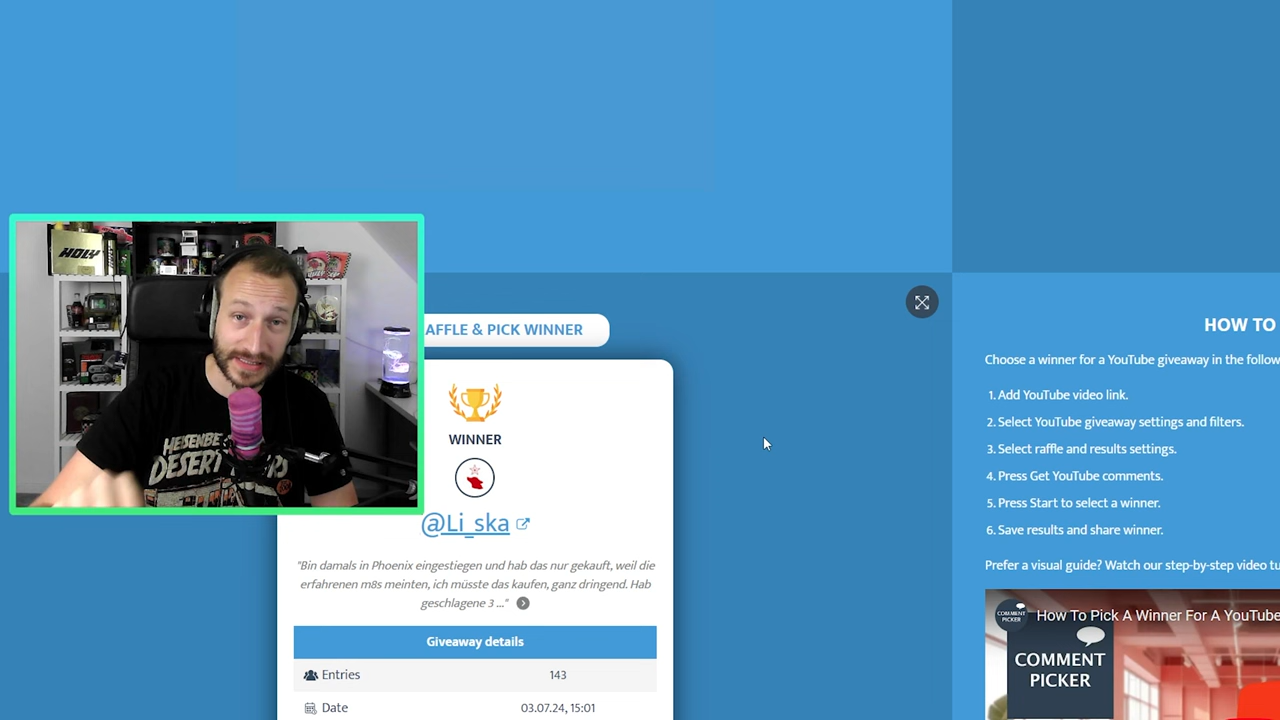 HOLY
HEISENBE
DESERT
AFFLE & PICK WINNER
WINNER
@Li_ska
"Bin damals in Phoenix eingestiegen und hab das nur gekauft, weil die
erfahrenen m8s meinten, ich müsste das kaufen, ganz dringend. Hab
geschlagene 3 ..."
Giveaway details
Entries 143
Date 03.07.24, 15:01
HOW TO
Choose a winner for a YouTube giveaway in the follow
1. Add YouTube video link.
2. Select YouTube giveaway settings and filters.
3. Select raffle and results settings.
4. Press Get YouTube comments.
5. Press Start to select a winner.
6. Save results and share winner.
Prefer a visual guide? Watch our step-by-step video tu
COMMENT
PICKER
How To Pick A Winner For A YouTube
COMMENT
PICKER